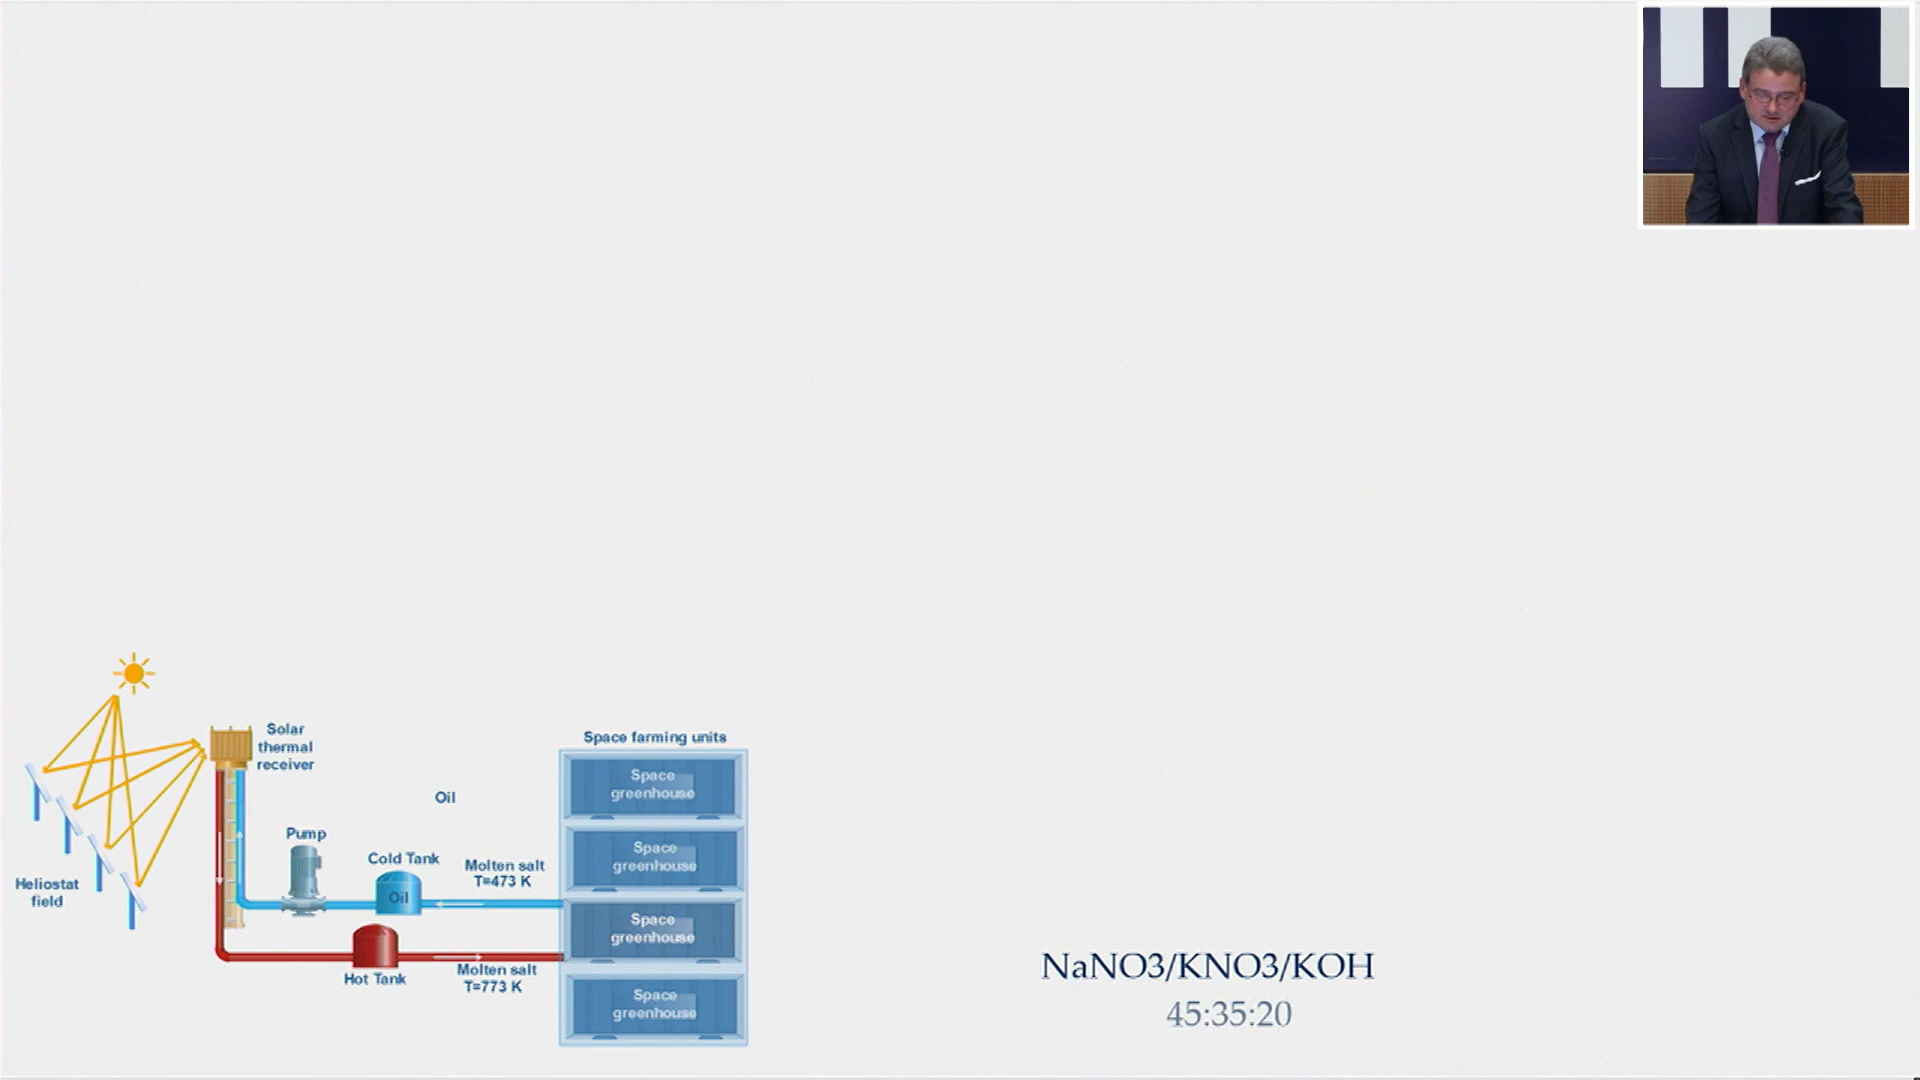 Solar
thermal
receiver
Space farming units
Space
greenhouse
Oil
Pump
Space
greenhouse
Cold Tank
Molten salt
T=473 K
Heliostat
field
Oil
Space
greenhouse
Hot Tank
Molten salt
T=773 K
Space
greenhouse
NaNO3/KNO3/KOH
45:35:20